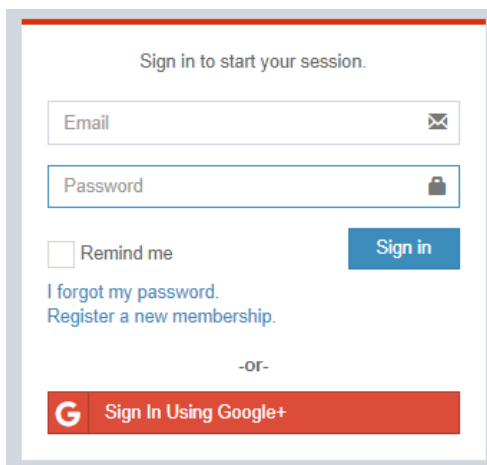 Sign in to start your session.
Email
Password
Remind me
Sign in
I forgot my password.
Register a new membership.
-or-
G Sign In Using Google+